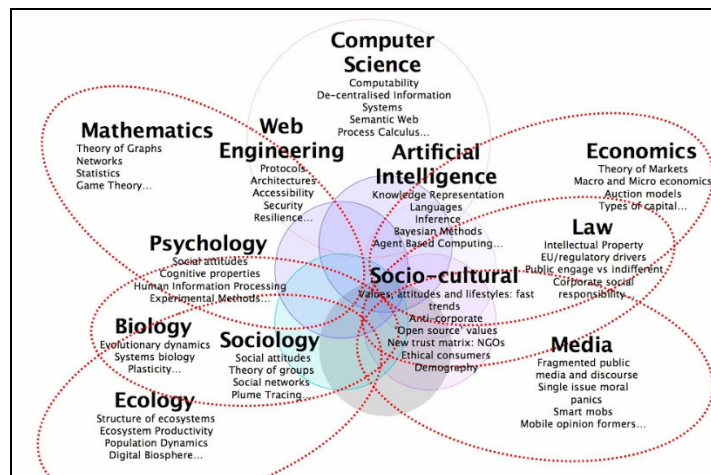 Computer
Science
Computability
De-centralised Information
Systems
Semantic Web
Process Calculus...
Mathematics
Theory of Graphs
Networks
Statistics
Game Theory...
Web
Engineering
Protocols
Architectures
Accessibility
Security
Resilience...
Artificial
Intelligence
Knowledge Representation
Languages
Inference
Bayesian Methods
Agent Based Computing...
Economics
Theory of Markets
Macro and Micro economics
Auction models
Types of capital...
Law
Intellectual Property
EU/regulatory drivers
Public engage vs indifferent
Corporate social
responsibility
Psychology
Social attitudes
Cognitive properties
Human Information Processing
Experimental Methods...
Socio-cultural
Values, attitudes and lifestyles: fast
trends
Anti-corporate
'Open source' values
New trust matrix: NGOs
Ethical consumers
Demography
Biology
Evolutionary dynamics
Systems biology
Plasticity...
Sociology
Social attitudes
Theory of groups
Social networks
Plume Tracing...
Media
Fragmented public
media and discourse
Single issue moral
panics
Smart mobs
Mobile opinion formers...
Ecology
Structure of ecosystems
Ecosystem Productivity
Population Dynamics
Digital Biosphere...